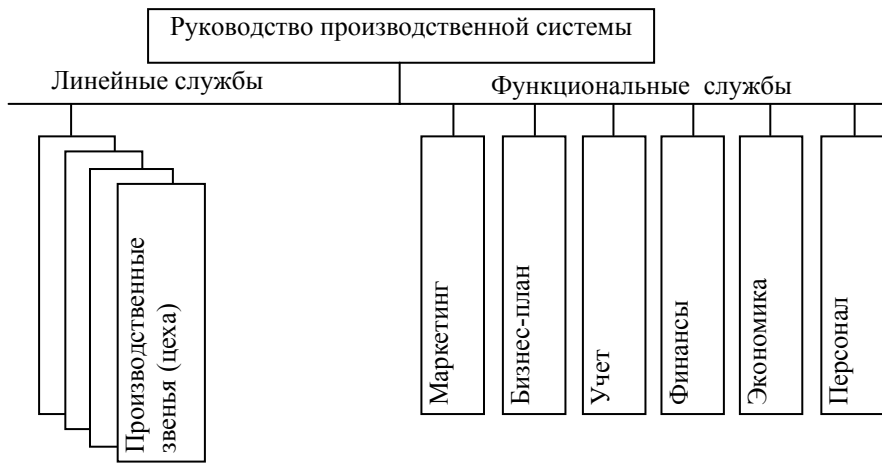 Руководство производственной системы
Линейные службы
Функциональные службы
Производственные
звенья (цеха)
Маркетинг
Бизнес-план
Учет
Финансы
Экономика
Персонал